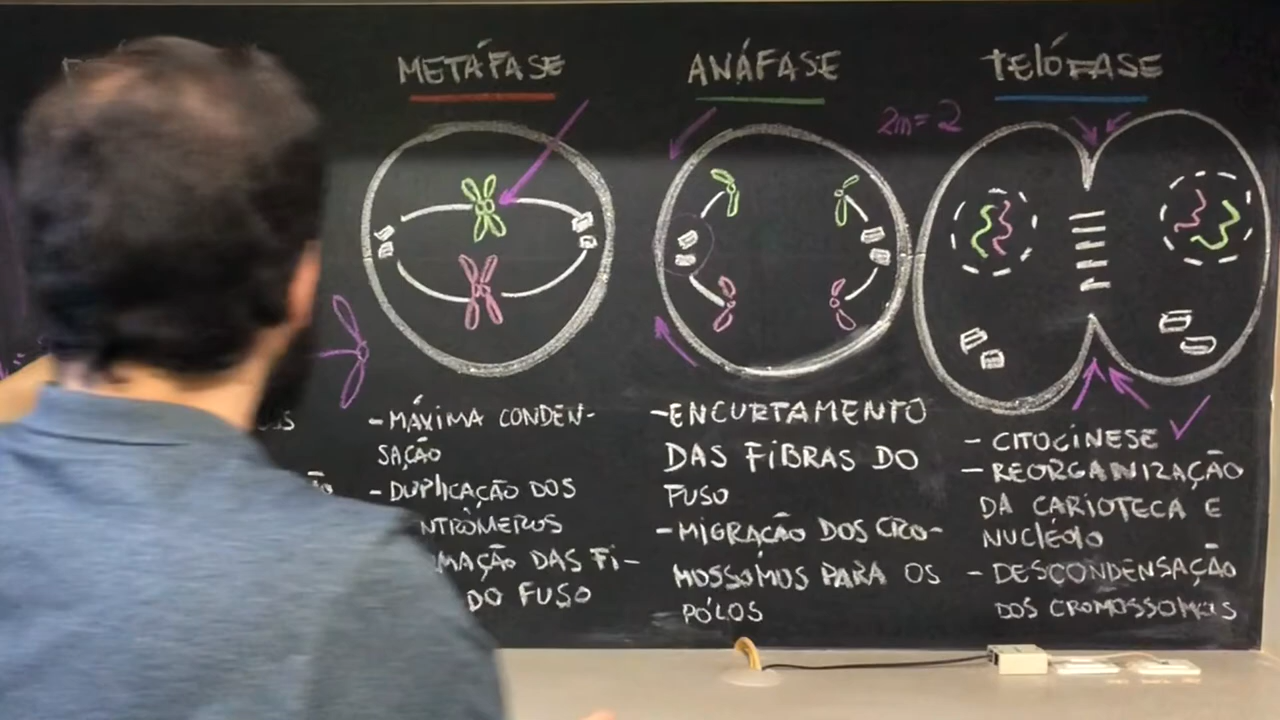 METÁFASE
ANÁFASE
TELÓFASE
2n=2
- MÁXIMA CONDEN-
SAÇÃO
- DUPLICAÇÃO DOS
NTRÔMEROS
MAÇÃO DAS FI-
DO FUSO
- ENCURTAMENTO
DAS FIBRAS DO
FUSO
- MIGRAÇÃO DOS CRO-
MOSSOMOS PARA OS
PÓLOS
- CITOCINESE
- REORGANIZAÇÃO
DA CARIOTECA E
NUCLÉOLO
- DESCONDENSAÇÃO
DOS CROMOSSOMOS